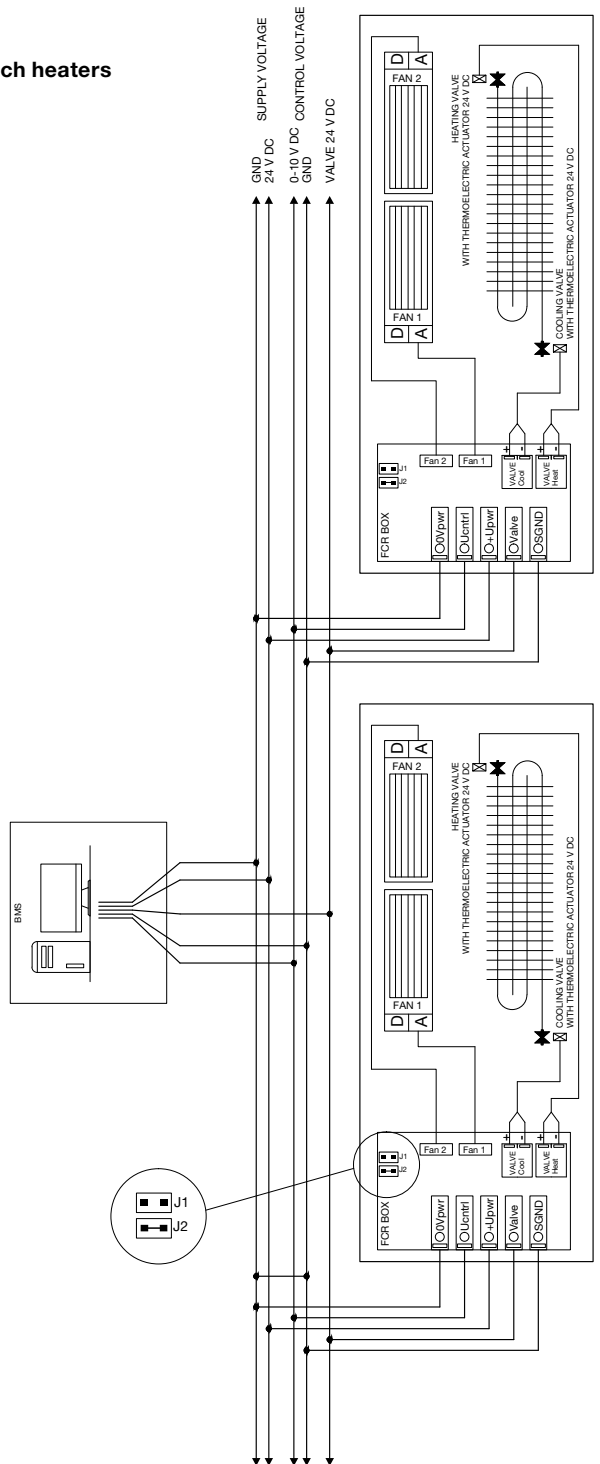 ch heaters
SUPPLY VOLTAGE
GND
24 V DC
CONTROL VOLTAGE
0-10 V DC
GND
VALVE 24 V DC
D
A
FAN 2
FAN 1
D
A
HEATING VALVE
WITH THERMOELECTRIC ACTUATOR 24 V DC
COOLING VALVE
WITH THERMOELECTRIC ACTUATOR 24 V DC
FCR BOX
J1
J2
Fan 2
Fan 1
+
-
VALVE
Cool
+
-
VALVE
Heat
0Vpwr
Ucntrl
+Upwr
Valve
SGND
BMS
D
A
FAN 2
FAN 1
D
A
HEATING VALVE
WITH THERMOELECTRIC ACTUATOR 24 V DC
COOLING VALVE
WITH THERMOELECTRIC ACTUATOR 24 V DC
J1
J2
FCR BOX
J1
J2
Fan 2
Fan 1
+
-
VALVE
Cool
+
-
VALVE
Heat
0Vpwr
Ucntrl
+Upwr
Valve
SGND